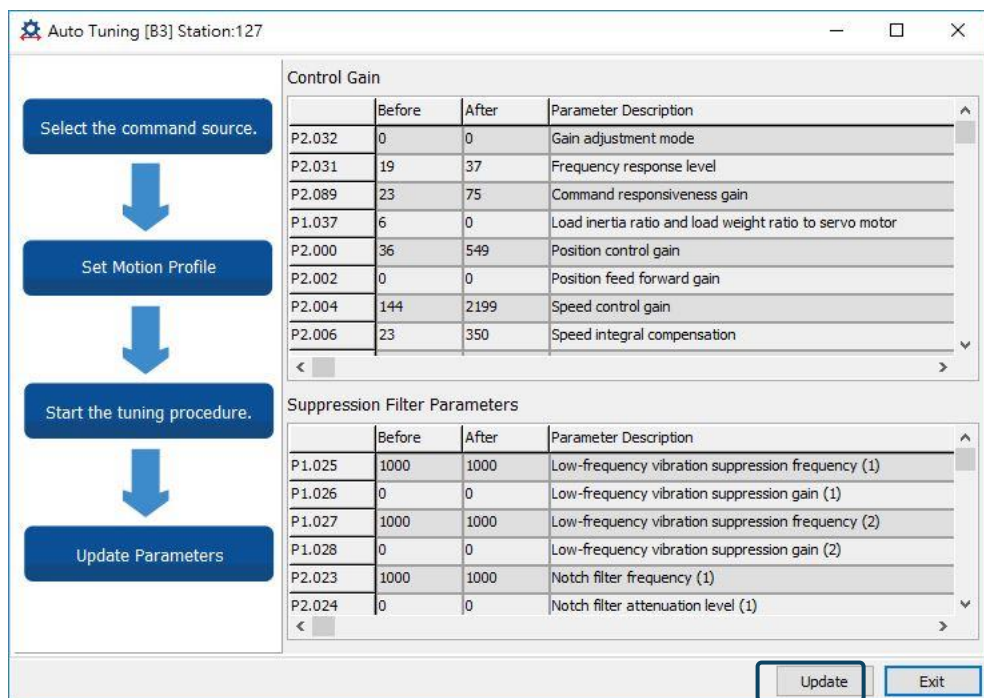 Auto Tuning [B3] Station:127
Select the command source.
Set Motion Profile
Start the tuning procedure.
Update Parameters
Control Gain
Before After Parameter Description
P2.032 0 0 Gain adjustment mode
P2.031 19 37 Frequency response level
P2.089 23 75 Command responsiveness gain
P1.037 6 0 Load inertia ratio and load weight ratio to servo motor
P2.000 36 549 Position control gain
P2.002 0 0 Position feed forward gain
P2.004 144 2199 Speed control gain
P2.006 23 350 Speed integral compensation
Suppression Filter Parameters
Before After Parameter Description
P1.025 1000 1000 Low-frequency vibration suppression frequency (1)
P1.026 0 0 Low-frequency vibration suppression gain (1)
P1.027 1000 1000 Low-frequency vibration suppression frequency (2)
P1.028 0 0 Low-frequency vibration suppression gain (2)
P2.023 1000 1000 Notch filter frequency (1)
P2.024 0 0 Notch filter attenuation level (1)
Update Exit